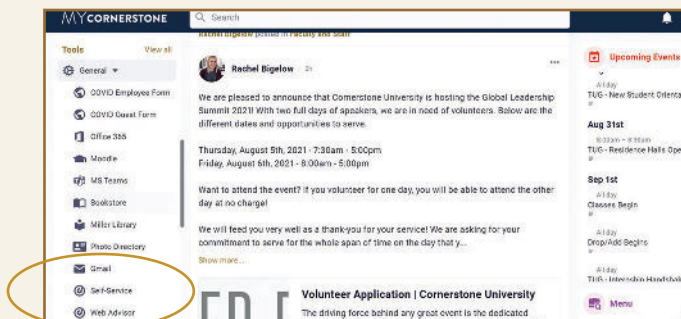 MYCORNERSTONE
Search
Tools
View all
General
COVID Employee Form
COVID Guest Form
Office 365
Moodle
MS Teams
Bookstore
Miller Library
Photo Directory
Gmail
Self-Service
Web Advisor
Rachel Bigelow posted in Faculty and Staff
Rachel Bigelow
We are pleased to announce that Cornerstone University is hosting the Global Leadership
Summit 2021! With two full days of speakers, we are in need of volunteers. Below are the
different dates and opportunities to serve.
Thursday, August 5th, 2021 - 7:30am - 5:00pm
Friday, August 6th, 2021 - 8:00am - 5:00pm
Want to attend the event? If you volunteer for one day, you will be able to attend the other
day at no charge!
We will feed you very well as a thank-you for your service! We are asking for your
commitment to serve for the whole span of time on the day that y...
Show more...
Volunteer Application | Cornerstone University
The driving force behind any great event is the dedicated
Upcoming Events
All day
TUG - New Student Orienta
Aug 31st
TUG - Residence Halls Ope
Sep 1st
All day
Classes Begin
All day
Drop/Add Begins
All day
TUG - Internship Handshak
Menu